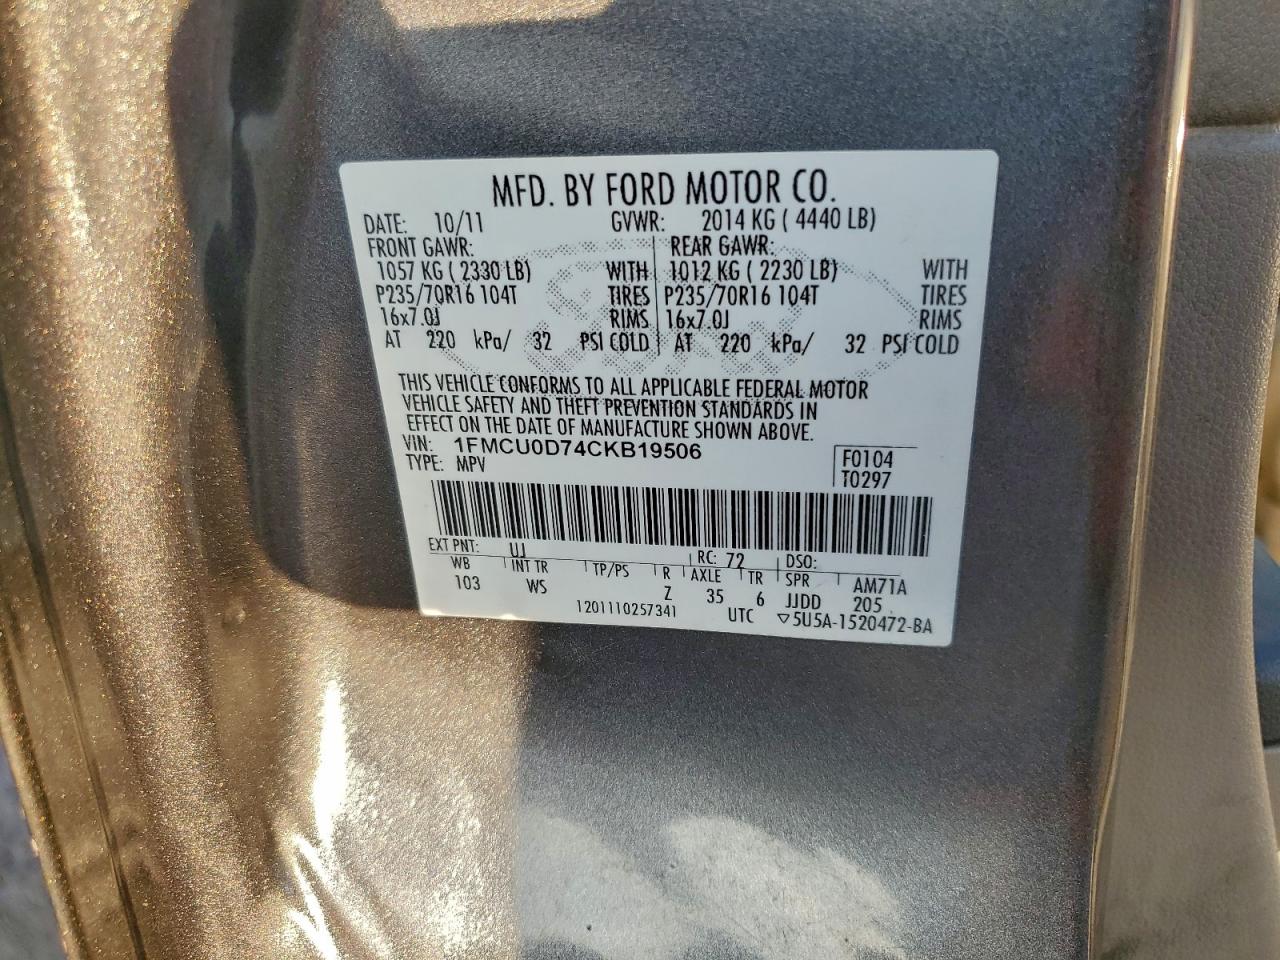 MFD. BY FORD MOTOR CO.
DATE: 10/11 GVWR: 2014 KG ( 4440 LB)
FRONT GAWR: REAR GAWR:
1057 KG ( 2330 LB) WITH 1012 KG ( 2230 LB) WITH
P235/70R16 104T TIRES P235/70R16 104T TIRES
16x7.0J RIMS 16x7.0J RIMS
AT 220 kPa/ 32 PSI COLD AT 220 kPa/ 32 PSI COLD
THIS VEHICLE CONFORMS TO ALL APPLICABLE FEDERAL MOTOR
VEHICLE SAFETY AND THEFT PREVENTION STANDARDS IN
EFFECT ON THE DATE OF MANUFACTURE SHOWN ABOVE.
VIN: 1FMCU0D74CKB19506
TYPE: MPV
F0104
T0297
EXT PNT: UJ RC: 72 DSO:
WB INT TR TP/PS R AXLE TR SPR AM71A
103 WS Z 35 6 JJDD 205
1201110257341 UTC ▽5U5A-1520472-BA